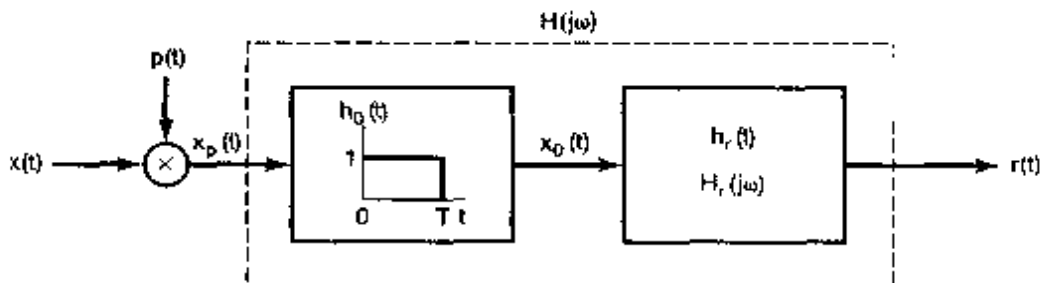 H(jω)
p(t)
h₀(t)
x(t)
×
xₚ(t)
1
0
T
t
x₀(t)
hᵣ(t)
Hᵣ(jω)
r(t)